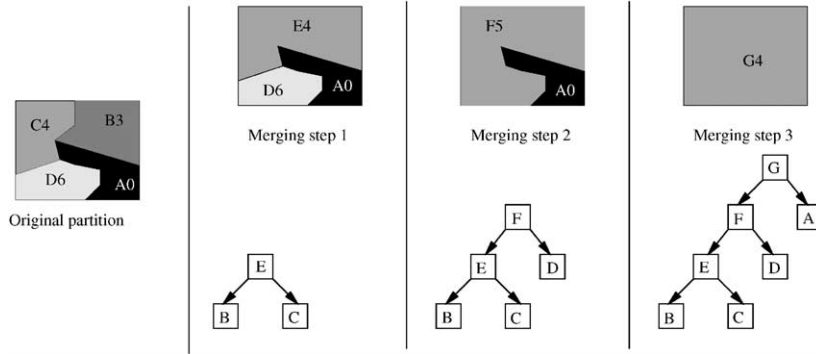 C4 B3
D6 A0
Original partition
E4
D6 A0
Merging step 1
E
B C
F5
A0
Merging step 2
F
E D
B C
G4
Merging step 3
G
F A
E D
B C